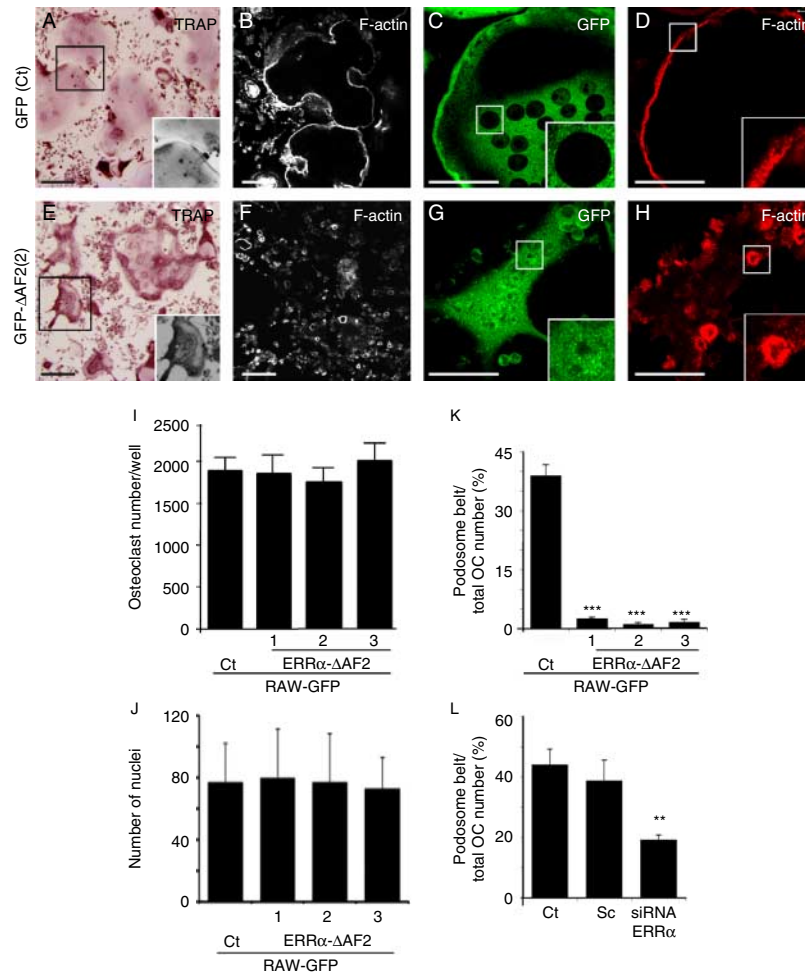 A TRAP
B F-actin
C GFP
D F-actin
GFP (Ct)
E TRAP
F F-actin
G GFP
H F-actin
GFP-ΔAF2(2)
I
Osteoclast number/well
2500
2000
1500
1000
500
0
1 2 3
Ct ERRα-ΔAF2
RAW-GFP
K
Podosome belt/
total OC number (%)
45
30
15
0
*** *** ***
1 2 3
Ct ERRα-ΔAF2
RAW-GFP
J
Number of nuclei
120
80
40
0
1 2 3
Ct ERRα-ΔAF2
RAW-GFP
L
Podosome belt/
total OC number (%)
60
40
20
0
**
Ct Sc siRNA
ERRα